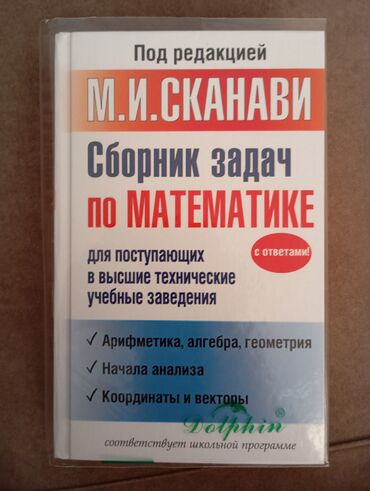 Под редакцией
М.И.СКАНАВИ
Сборник задач
по МАТЕМАТИКЕ
для поступающих
в высшие технические
учебные заведения
с ответами!
✓ Арифметика, алгебра, геометрия
✓ Начала анализа
✓ Координаты и векторы
Dolphin®
соответствует школьной программе